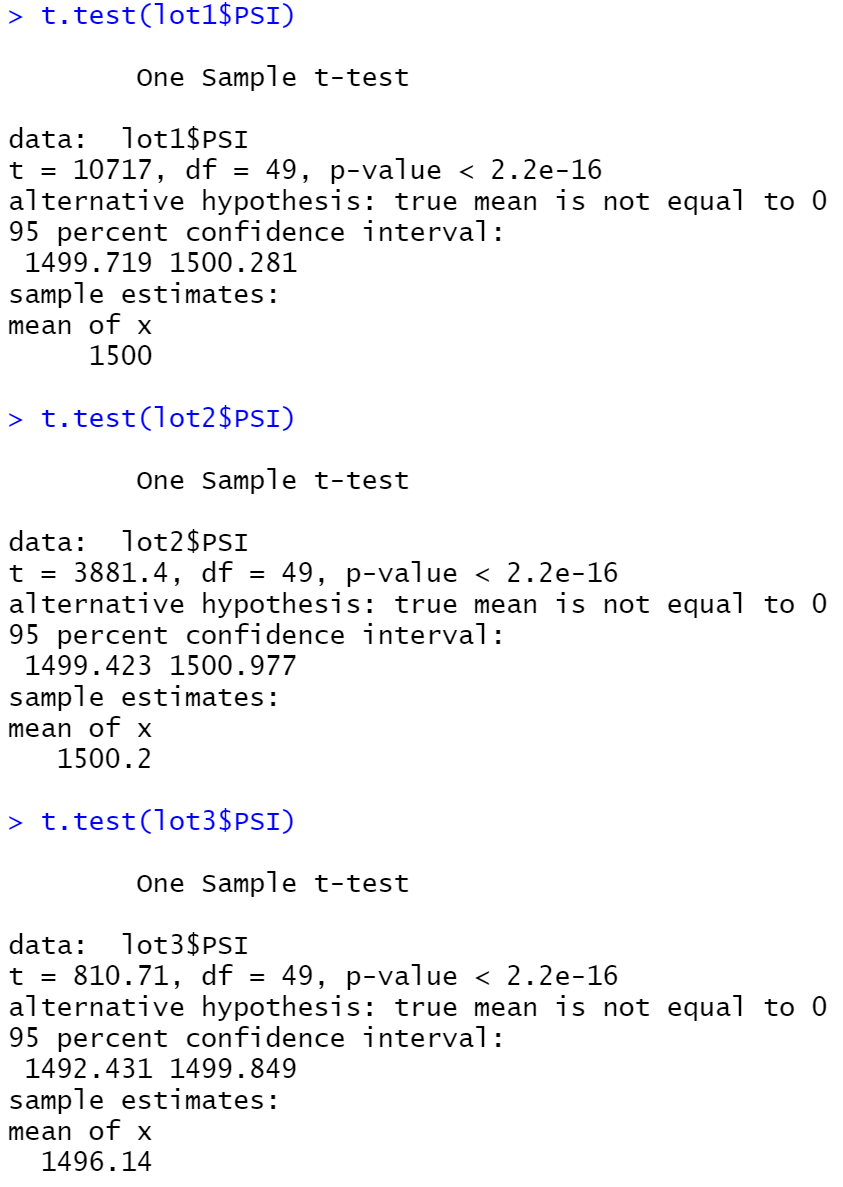 > t.test(lot1$PSI)
One Sample t-test
data:  lot1$PSI
t = 10717, df = 49, p-value < 2.2e-16
alternative hypothesis: true mean is not equal to 0
95 percent confidence interval:
1499.719 1500.281
sample estimates:
mean of x
1500
> t.test(lot2$PSI)
One Sample t-test
data:  lot2$PSI
t = 3881.4, df = 49, p-value < 2.2e-16
alternative hypothesis: true mean is not equal to 0
95 percent confidence interval:
1499.423 1500.977
sample estimates:
mean of x
1500.2
> t.test(lot3$PSI)
One Sample t-test
data:  lot3$PSI
t = 810.71, df = 49, p-value < 2.2e-16
alternative hypothesis: true mean is not equal to 0
95 percent confidence interval:
1492.431 1499.849
sample estimates:
mean of x
1496.14